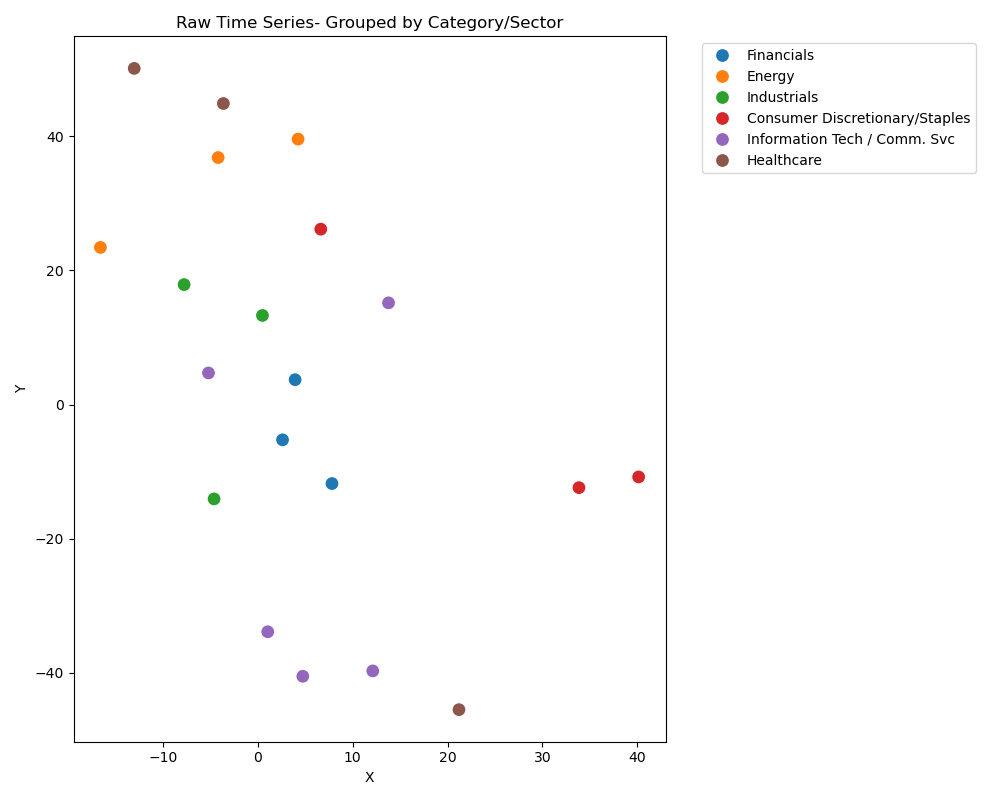 Raw Time Series- Grouped by Category/Sector
Financials
Energy
Industrials
Consumer Discretionary/Staples
Information Tech / Comm. Svc
Healthcare
40
20
0
−20
−40
Y
−10
0
10
20
30
40
X